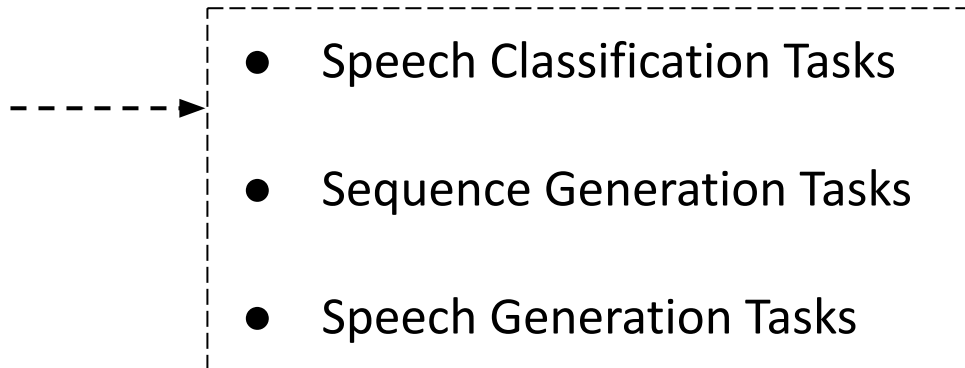 ● Speech Classification Tasks
● Sequence Generation Tasks
● Speech Generation Tasks